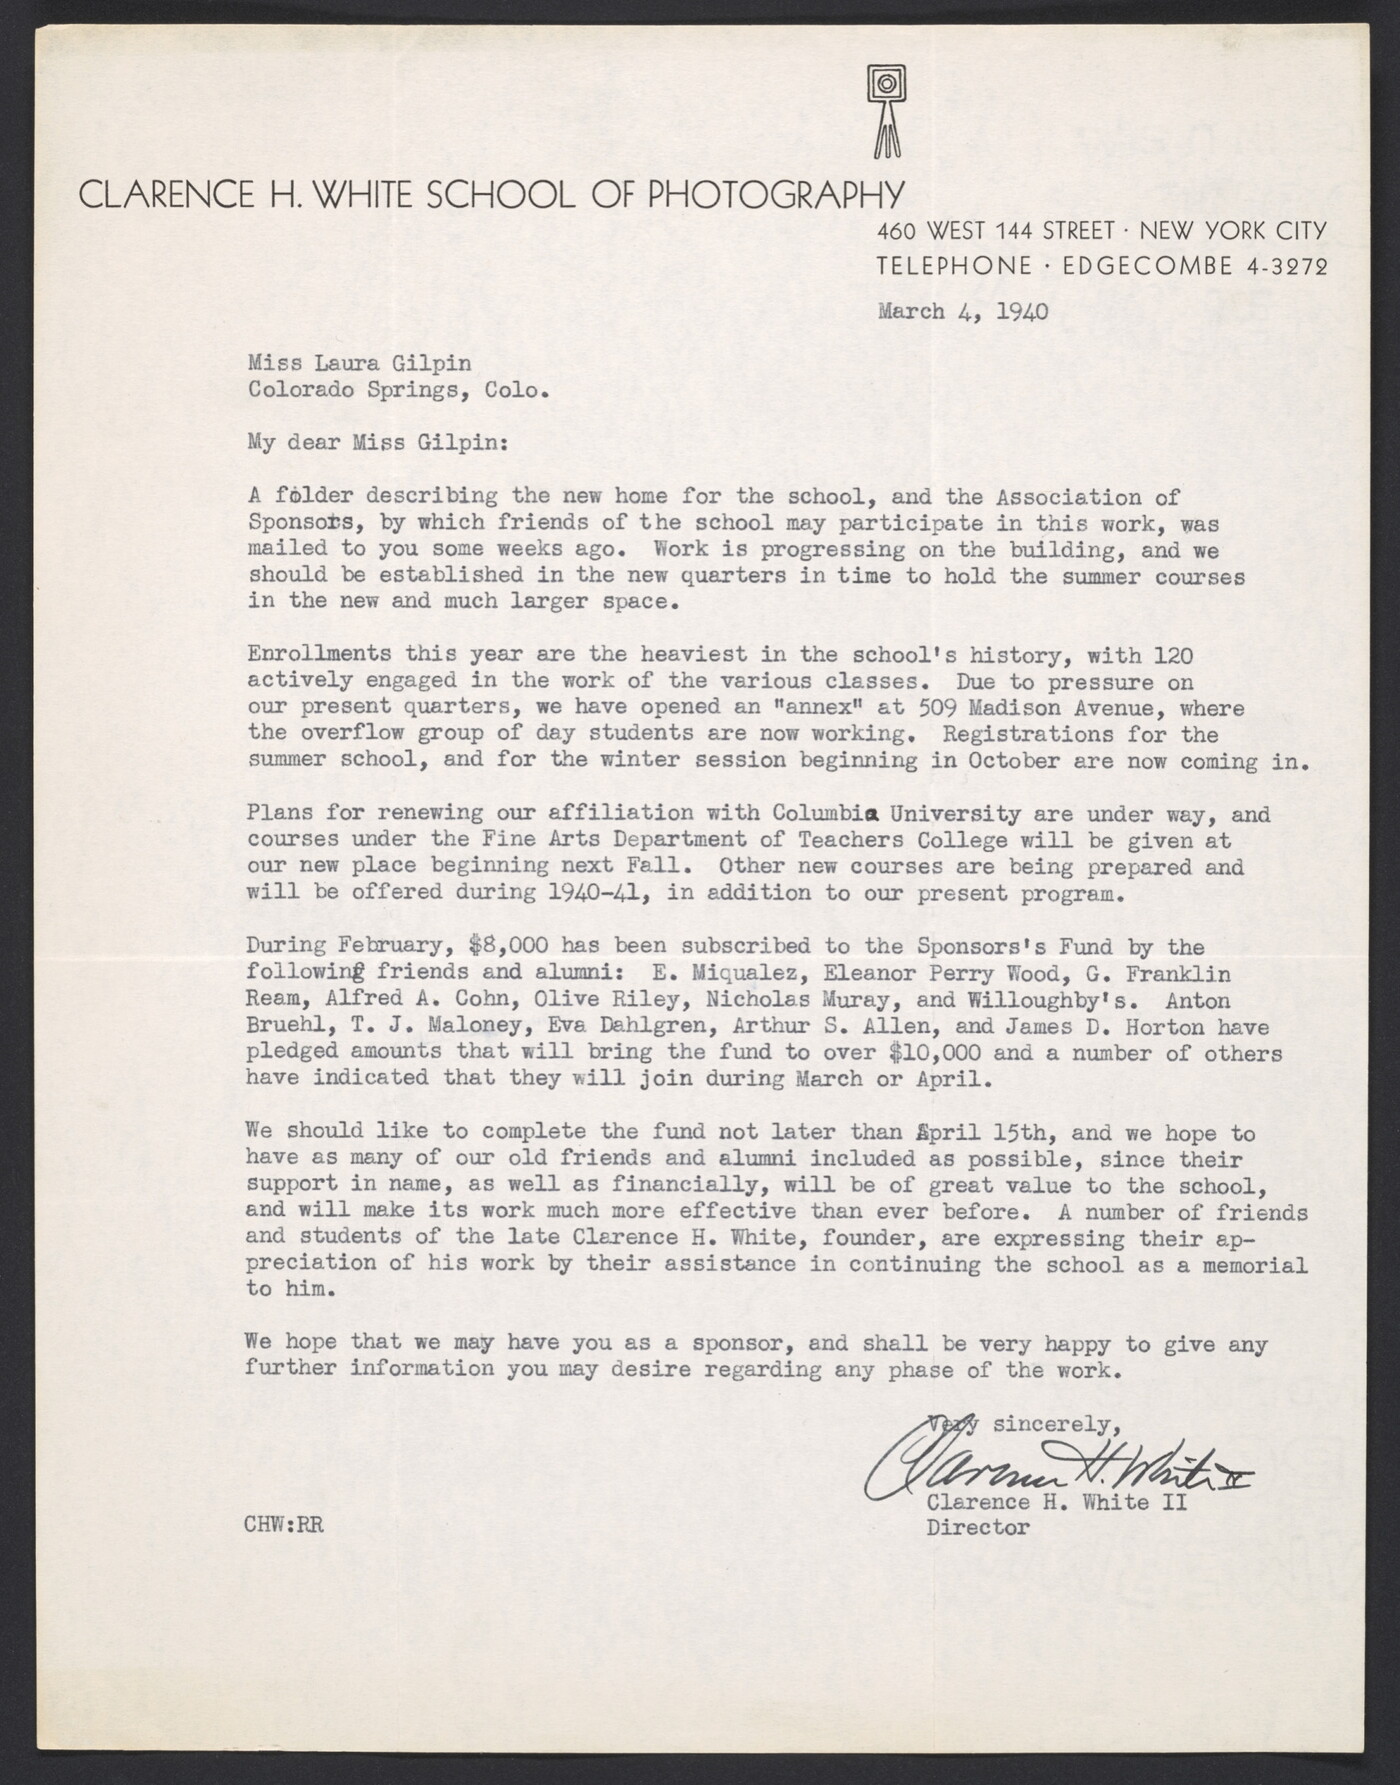 CLARENCE H. WHITE SCHOOL OF PHOTOGRAPHY
460 WEST 144 STREET · NEW YORK CITY
TELEPHONE · EDGECOMBE 4-3272
March 4, 1940
Miss Laura Gilpin
Colorado Springs, Colo.
My dear Miss Gilpin:
A folder describing the new home for the school, and the Association of
Sponsors, by which friends of the school may participate in this work, was
mailed to you some weeks ago. Work is progressing on the building, and we
should be established in the new quarters in time to hold the summer courses
in the new and much larger space.
Enrollments this year are the heaviest in the school's history, with 120
actively engaged in the work of the various classes. Due to pressure on
our present quarters, we have opened an "annex" at 509 Madison Avenue, where
the overflow group of day students are now working. Registrations for the
summer school, and for the winter session beginning in October are now coming in.
Plans for renewing our affiliation with Columbia University are under way, and
courses under the Fine Arts Department of Teachers College will be given at
our new place beginning next Fall. Other new courses are being prepared and
will be offered during 1940-41, in addition to our present program.
During February, $8,000 has been subscribed to the Sponsors's Fund by the
following friends and alumni: E. Miqualez, Eleanor Perry Wood, G. Franklin
Ream, Alfred A. Cohn, Olive Riley, Nicholas Muray, and Willoughby's. Anton
Bruehl, T. J. Maloney, Eva Dahlgren, Arthur S. Allen, and James D. Horton have
pledged amounts that will bring the fund to over $10,000 and a number of others
have indicated that they will join during March or April.
We should like to complete the fund not later than April 15th, and we hope to
have as many of our old friends and alumni included as possible, since their
support in name, as well as financially, will be of great value to the school,
and will make its work much more effective than ever before. A number of friends
and students of the late Clarence H. White, founder, are expressing their ap-
preciation of his work by their assistance in continuing the school as a memorial
to him.
We hope that we may have you as a sponsor, and shall be very happy to give any
further information you may desire regarding any phase of the work.
Very sincerely,
Clarence H. White II
Clarence H. White II
Director
CHW:RR